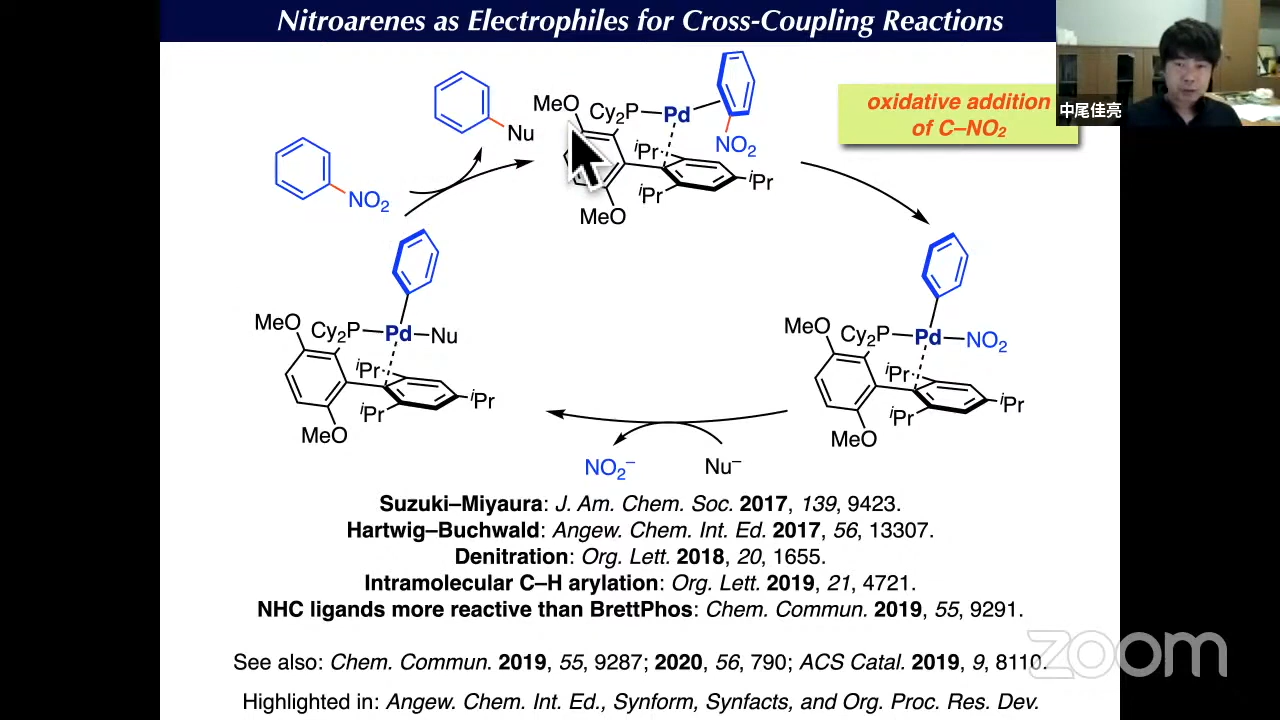 Nitroarenes as Electrophiles for Cross-Coupling Reactions
中尾佳亮
oxidative addition
of C–NO₂
NO₂
Nu
MeO
Cy₂P
Pd
NO₂
ⁱPr
ⁱPr
ⁱPr
MeO
MeO
Cy₂P
Pd
Nu
ⁱPr
ⁱPr
ⁱPr
MeO
MeO
Cy₂P
Pd
NO₂
ⁱPr
ⁱPr
ⁱPr
MeO
NO₂⁻
Nu⁻
Suzuki–Miyaura: J. Am. Chem. Soc. 2017, 139, 9423.
Hartwig–Buchwald: Angew. Chem. Int. Ed. 2017, 56, 13307.
Denitration: Org. Lett. 2018, 20, 1655.
Intramolecular C–H arylation: Org. Lett. 2019, 21, 4721.
NHC ligands more reactive than BrettPhos: Chem. Commun. 2019, 55, 9291.
See also: Chem. Commun. 2019, 55, 9287; 2020, 56, 790; ACS Catal. 2019, 9, 8110.
Highlighted in: Angew. Chem. Int. Ed., Synform, Synfacts, and Org. Proc. Res. Dev.
zoom